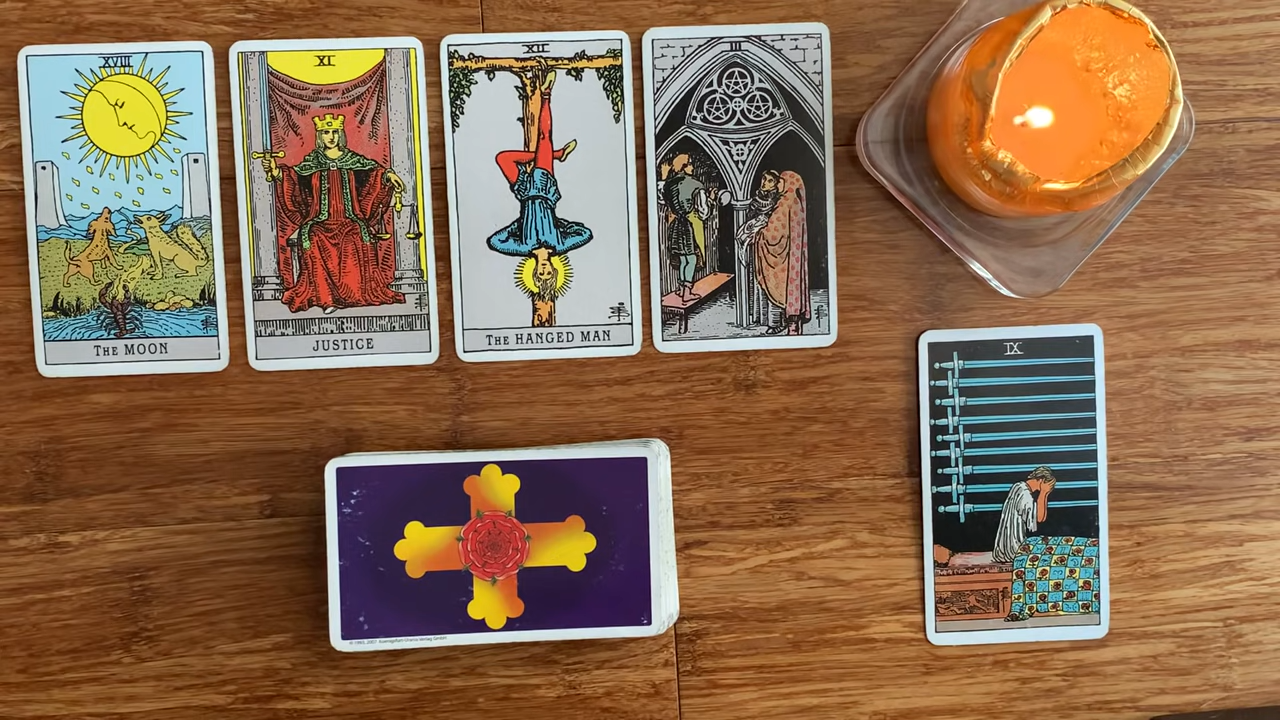 XVIII
THE MOON
XI
JUSTICE
XII
THE HANGED MAN
III
IX